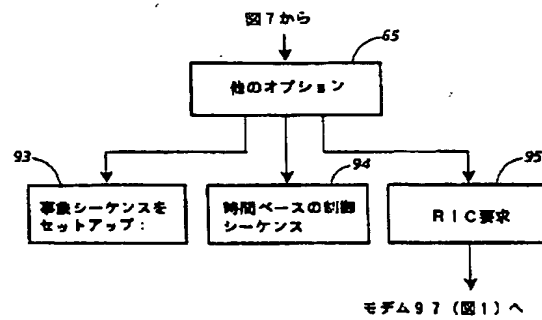 図7から
65
他のオプション
93
事象シーケンスを
セットアップ:
94
時間ベースの制御
シーケンス
95
RIC要求
モデム97(図1)へ